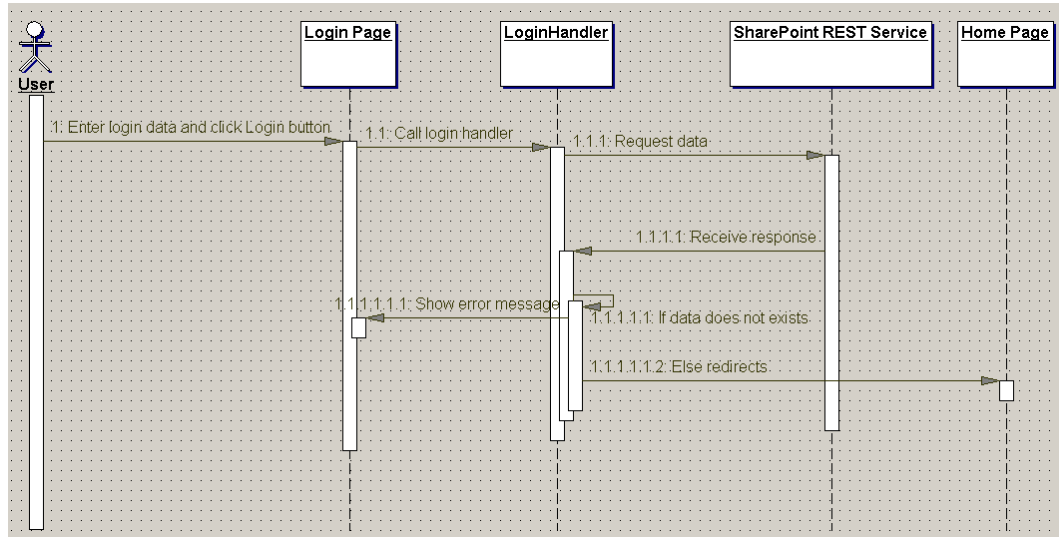 User
Login Page
LoginHandler
SharePoint REST Service
Home Page
1: Enter login data and click Login button
1.1: Call login handler
1.1.1: Request data
1.1.1.1: Receive response
1.1.1.1.1.1: Show error message
1.1.1.1.1: If data does not exists
1.1.1.1.1.2: Else redirects